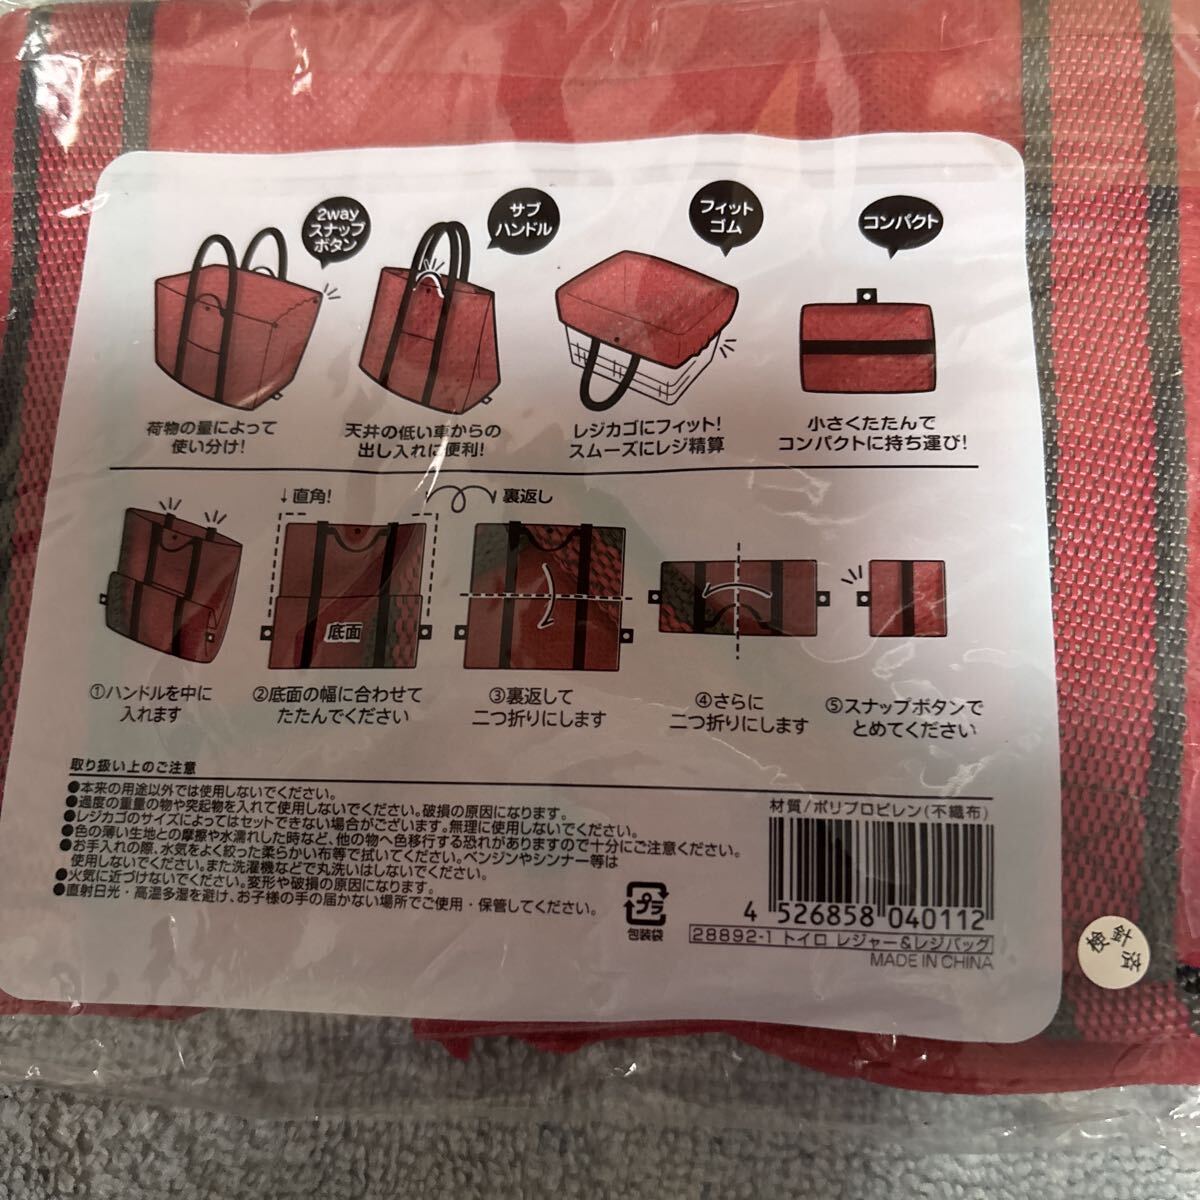 2way
スナップ
ボタン
サブ
ハンドル
フィット
ゴム
コンパクト
荷物の量によって
使い分け!
天井の低い車からの
出し入れに便利!
レジカゴにフィット!
スムーズにレジ精算
小さくたたんで
コンパクトに持ち運び!
↓直角!
裏返し
底面
①ハンドルを中に
入れます
②底面の幅に合わせて
たたんでください
③裏返して
二つ折りにします
④さらに
二つ折りにします
⑤スナップボタンで
とめてください
取り扱い上のご注意
●本来の用途以外では使用しないでください。
●過度の重量の物や突起物を入れて使用しないでください。破損の原因になります。
●レジカゴのサイズによってはセットできない場合がございます。無理に使用しないでください。
●色の薄い生地との摩擦や水濡れした時など、他の物へ色移行する恐れがありますので十分にご注意ください。
●お手入れの際、水気をよく絞った柔らかい布等で拭いてください。ベンジンやシンナー等は
使用しないでください。また洗濯機などで丸洗いはしないでください。
●火気に近づけないでください。変形や破損の原因になります。
●直射日光・高温多湿を避け、お子様の手の届かない場所でご使用・保管してください。
プラ
包装袋
材質/ポリプロピレン(不織布)
4 526858 040112
28892-1 トイロ レジャー&レジバッグ
MADE IN CHINA
検針済